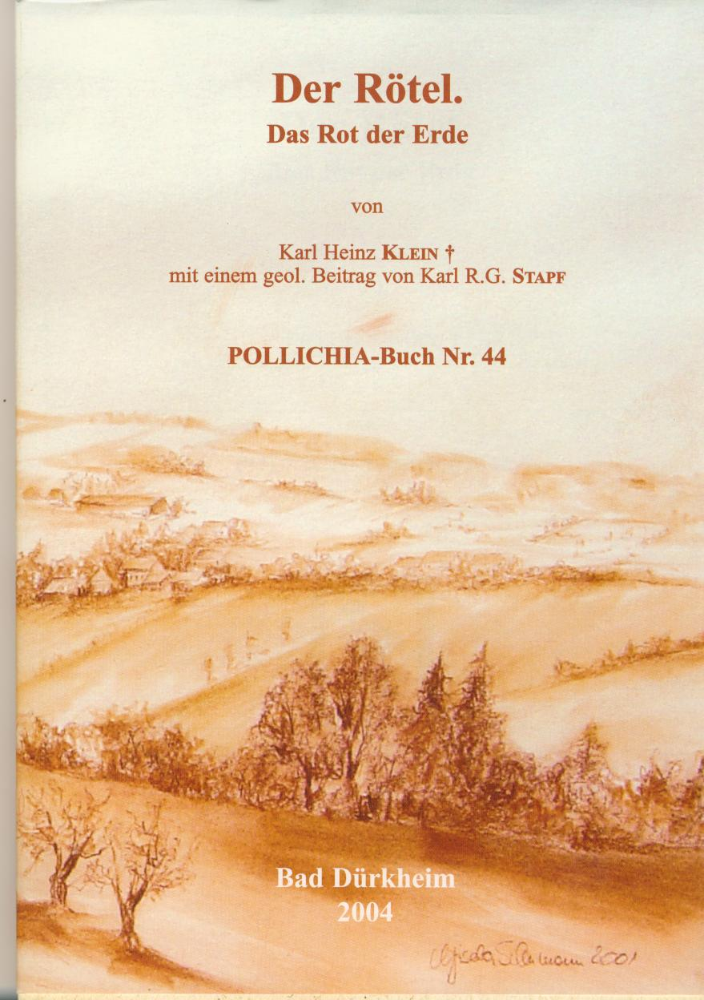 Der Rötel.
Das Rot der Erde
von
Karl Heinz KLEIN †
mit einem geol. Beitrag von Karl R.G. STAPF
POLLICHIA-Buch Nr. 44
Bad Dürkheim
2004
2001